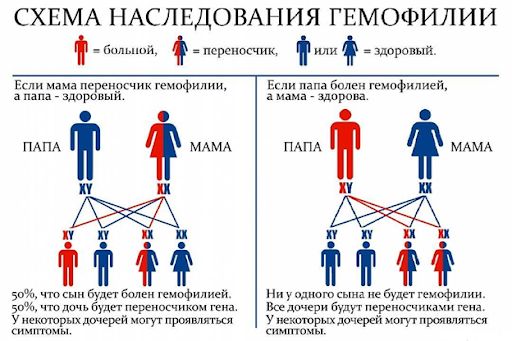 СХЕМА НАСЛЕДОВАНИЯ ГЕМОФИЛИИ
= больной, = переносчик, или = здоровый.
Если мама переносчик гемофилии,
а папа - здоровый.
ПАПА МАМА
XY XX
XY XY XX XX
50%, что сын будет болен гемофилией.
50%, что дочь будет переносчиком гена.
У некоторых дочерей могут проявляться
симптомы.
Если папа болен гемофилией,
а мама - здорова.
ПАПА МАМА
XY XX
XY XY XX XX
Ни у одного сына не будет гемофилии.
Все дочери будут переносчиками гена.
У некоторых дочерей могут проявляться
симптомы.